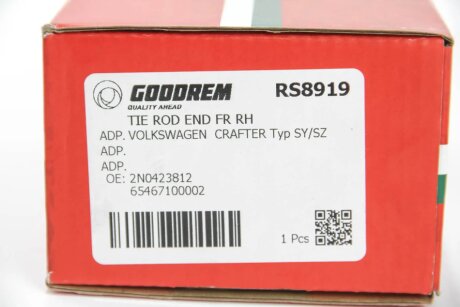 GOODREM RS8919
QUALITY AHEAD
TIE ROD END FR RH
ADP. VOLKSWAGEN CRAFTER Typ SY/SZ
ADP.
ADP.
OE: 2N0423812
65467100002
1 Pcs